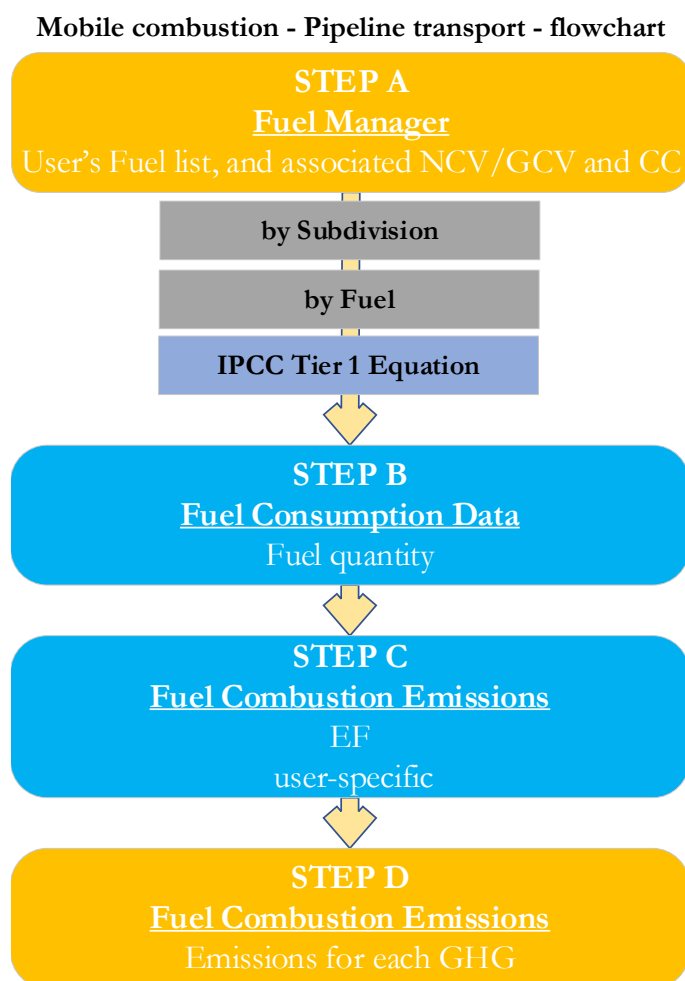 Mobile combustion - Pipeline transport - flowchart
STEP A
Fuel Manager
User’s Fuel list, and associated NCV/GCV and CC
by Subdivision
by Fuel
IPCC Tier 1 Equation
STEP B
Fuel Consumption Data
Fuel quantity
STEP C
Fuel Combustion Emissions
EF
user-specific
STEP D
Fuel Combustion Emissions
Emissions for each GHG